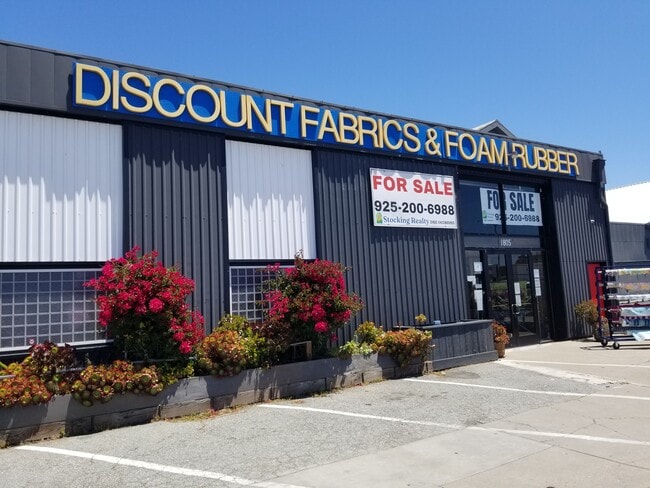 DISCOUNT FABRICS & FOAM RUBBER
FOR SALE
925-200-6988
Stocking Realty
FOR SALE
925-200-6988
1805